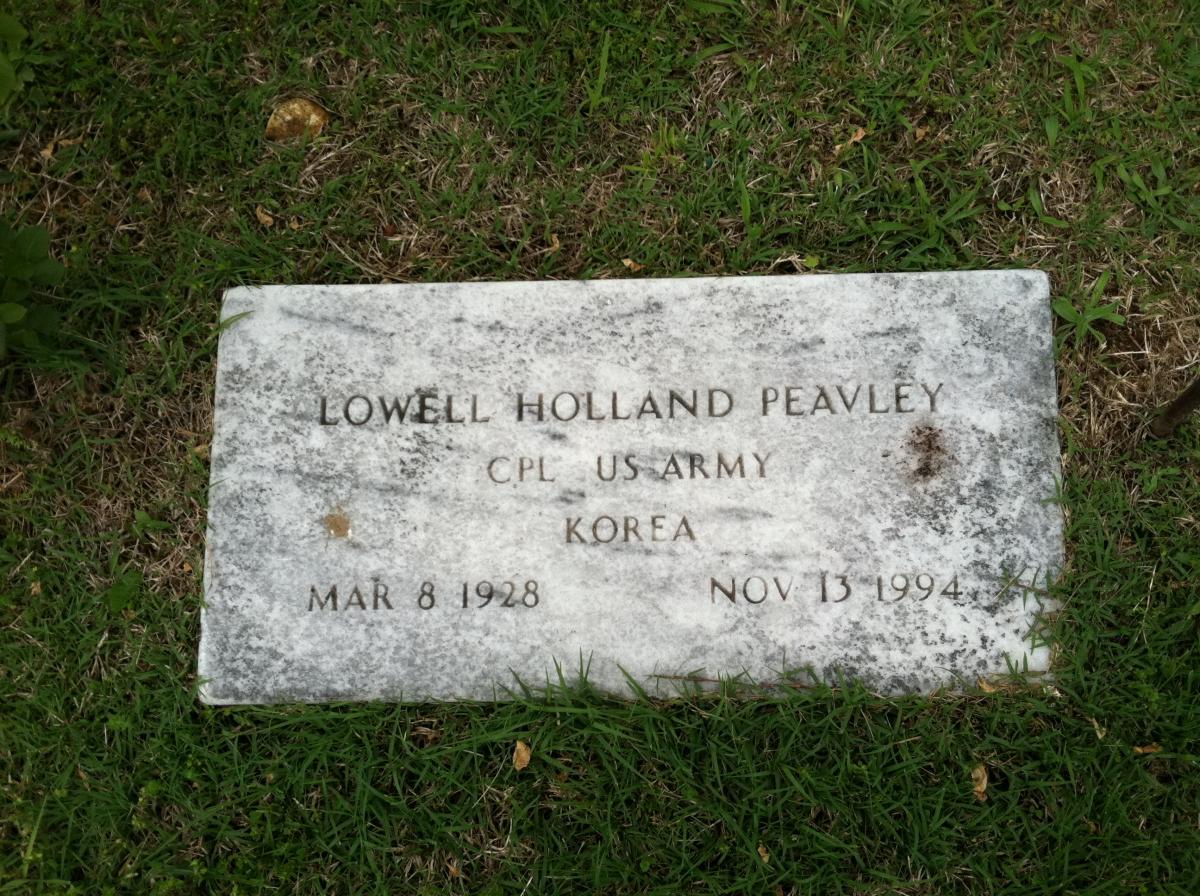 LOWELL HOLLAND PEAVLEY
CPL US ARMY
KOREA
MAR 8 1928 NOV 13 1994